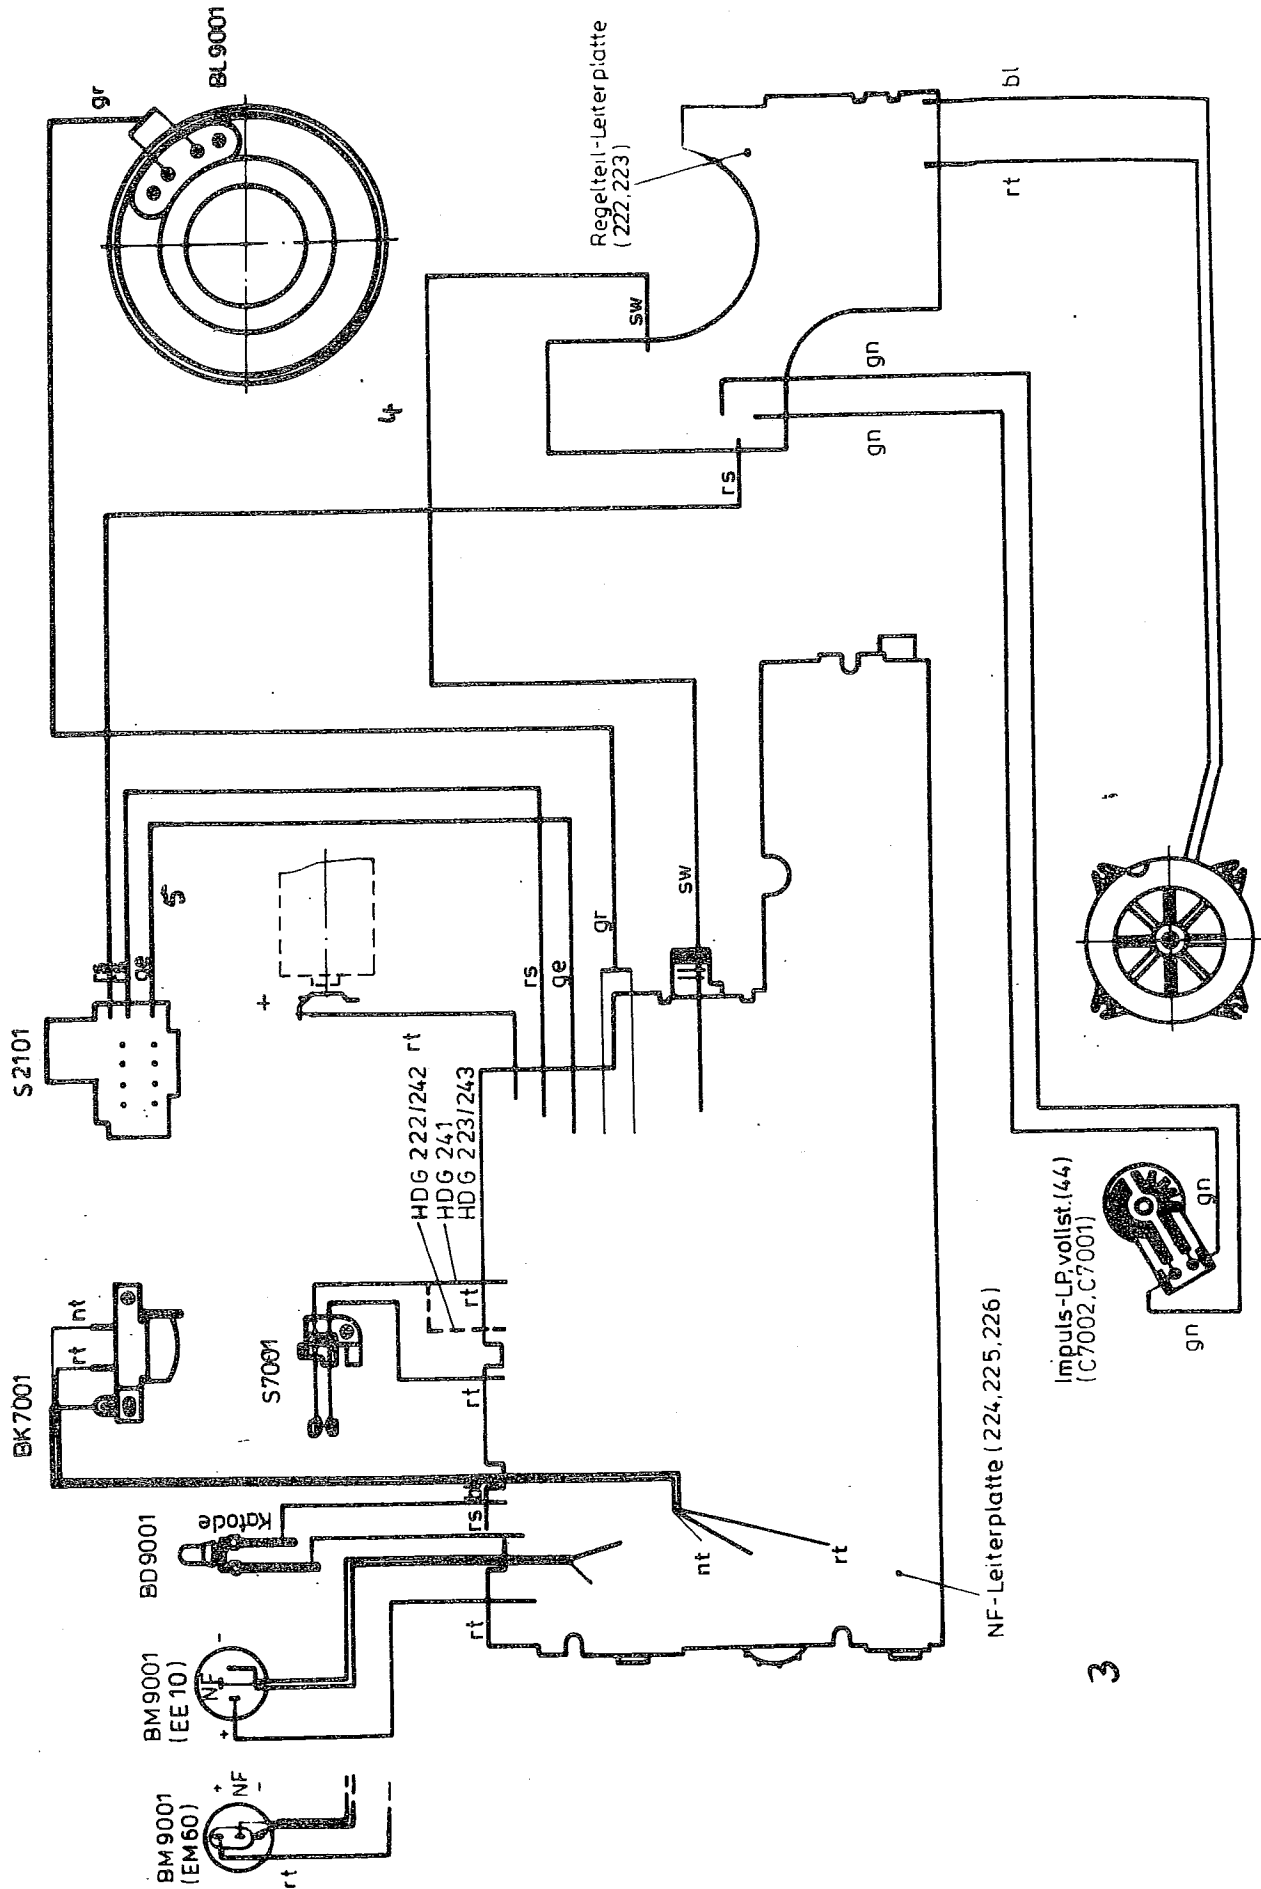 BL9001
gr
Regelteil-Leiterplatte
(222,223)
bl
rt
sw
gn
gn
rs
4
S2101
rs
ge
5
+
rs
ge
gr
sw
BK7001
nt
rt
S7001
HDG 222/242 rt
HDG 241
HDG 223/243
rt
rt
BD9001
Katode
rs
nt
rt
BM9001
(EE10)
NF
-
+
rt
BM9001
(EM60)
+
NF
-
rt
NF-Leiterplatte (224,225,226)
Impuls-LP,vollst.(44)
(C7002,C7001)
gn
gn
3